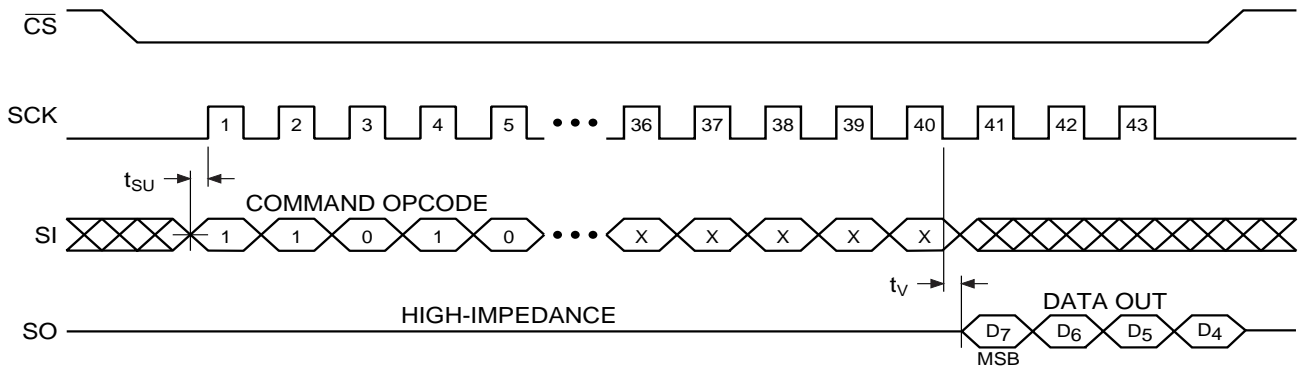 CS
SCK 1 2 3 4 5 ••• 36 37 38 39 40 41 42 43
tSU
COMMAND OPCODE
SI 1 1 0 1 0 ••• X X X X X
tV
HIGH-IMPEDANCE DATA OUT
SO D7 D6 D5 D4
MSB